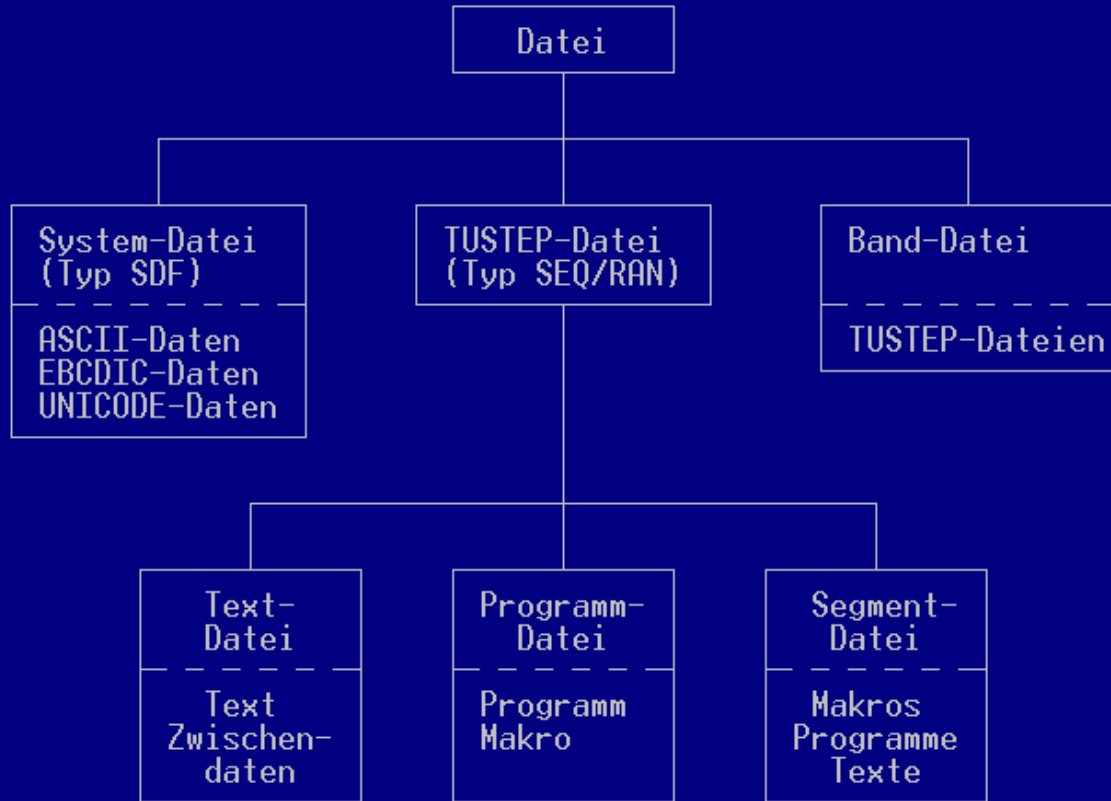 Datei
System-Datei
(Typ SDF)
ASCII-Daten
EBCDIC-Daten
UNICODE-Daten
TUSTEP-Datei
(Typ SEQ/RAN)
Band-Datei
TUSTEP-Dateien
Text-
Datei
Text
Zwischen-
daten
Programm-
Datei
Programm
Makro
Segment-
Datei
Makros
Programme
Texte